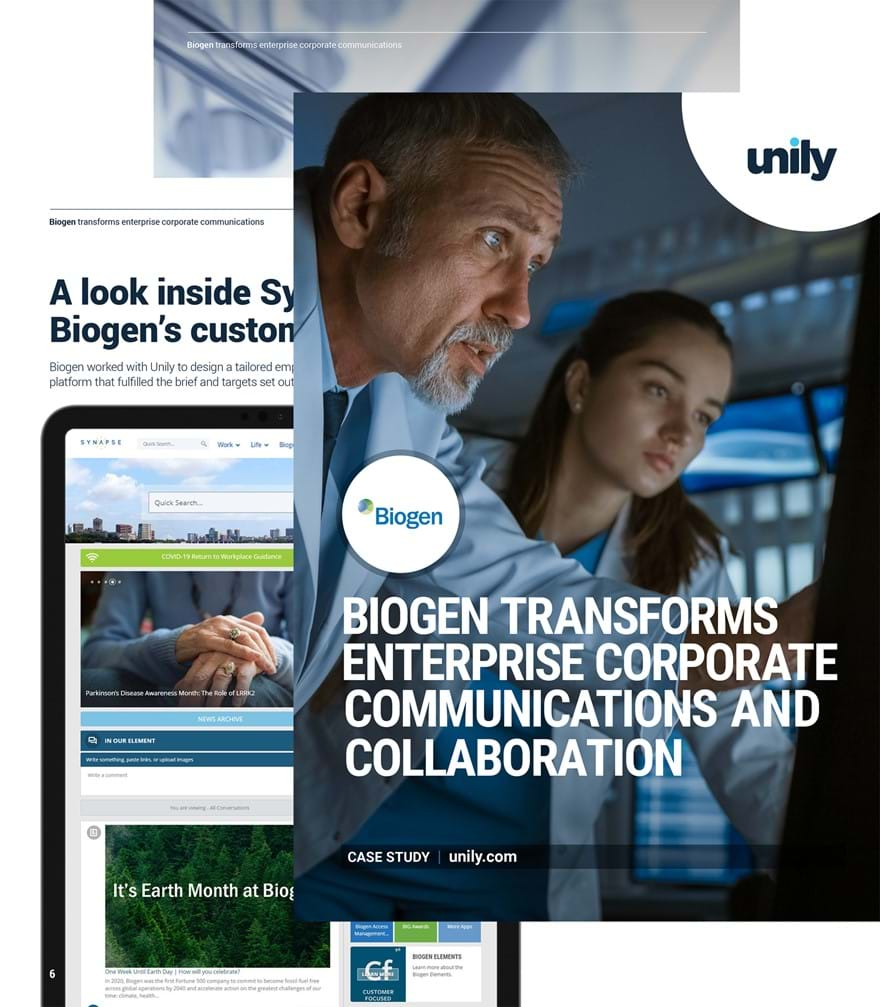 Biogen transforms enterprise corporate communications
unily
Biogen transforms enterprise corporate communications
A look inside Sy
Biogen's custon
Biogen worked with Unily to design a tailored emp
platform that fulfilled the brief and targets set out
SYNAPSE
Quick Search...
Work
Life
Biog
Quick Search...
COVID-19 Return to Workplace Guidance
Parkinson's Disease Awareness Month: The Role of LRRK2
NEWS ARCHIVE
IN OUR ELEMENT
Write something, paste links, or upload images
Write a comment
You are viewing - All Conversations
It's Earth Month at Biog
One Week Until Earth Day | How will you celebrate?
In 2020, Biogen was the first Fortune 500 company to commit to become fossil fuel free
across global operations by 2040 and accelerate action on the greatest challenges of our
time: climate, health...
6
Biogen
BIOGEN TRANSFORMS
ENTERPRISE CORPORATE
COMMUNICATIONS AND
COLLABORATION
CASE STUDY | unily.com
Biogen Access
Management...
BIG Awards
More Apps
Cf
LEARN MORE
CUSTOMER
FOCUSED
BIOGEN ELEMENTS
Learn more about the
Biogen Elements.